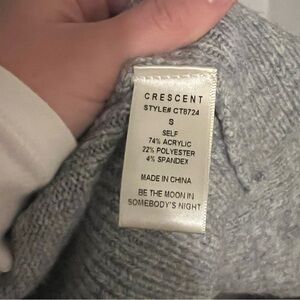 CRESCENT
STYLE# CT8724
S
SELF
74% ACRYLIC
22% POLYESTER
4% SPANDEX
MADE IN CHINA
BE THE MOON IN
SOMEBODY'S NIGHT